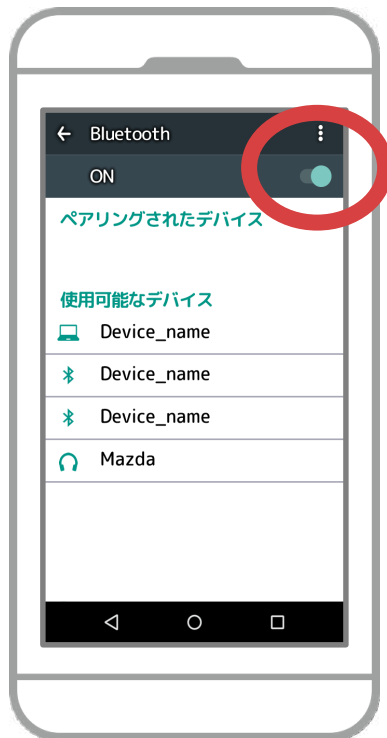 Bluetooth
ON
ペアリングされたデバイス
使用可能なデバイス
Device_name
Device_name
Device_name
Mazda